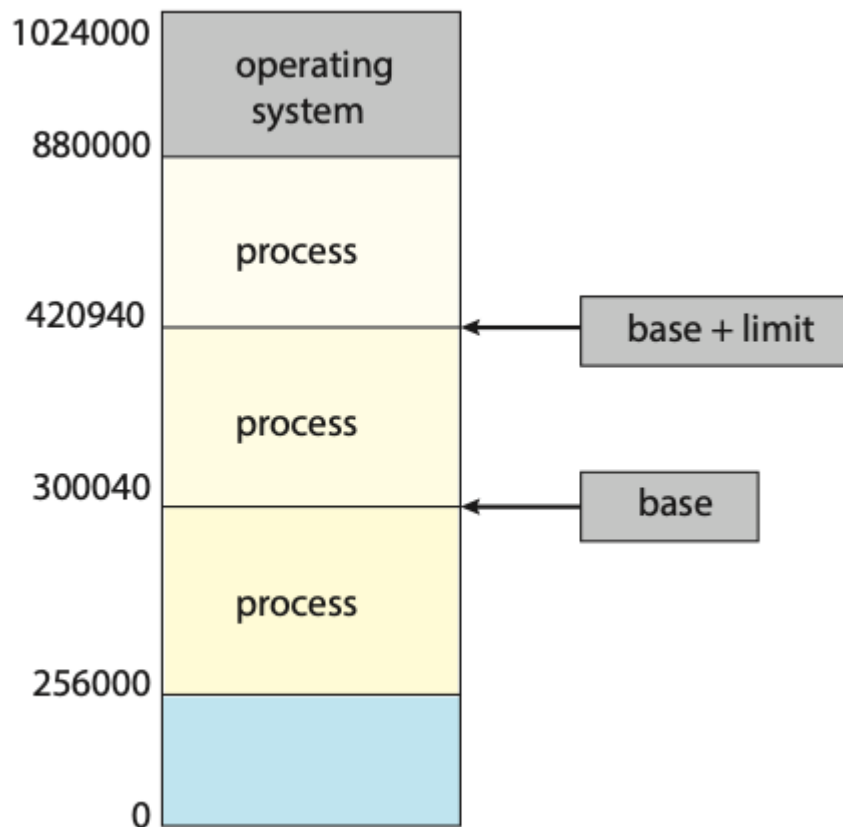 1024000
operating
system
880000
process
420940
base + limit
process
300040
base
process
256000
0